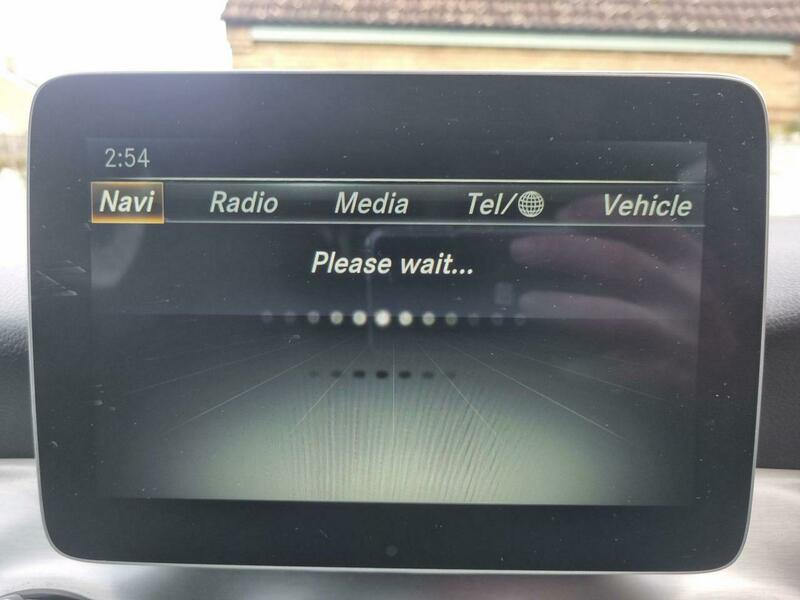 2:54
Navi Radio Media Tel/ Vehicle
Please wait...